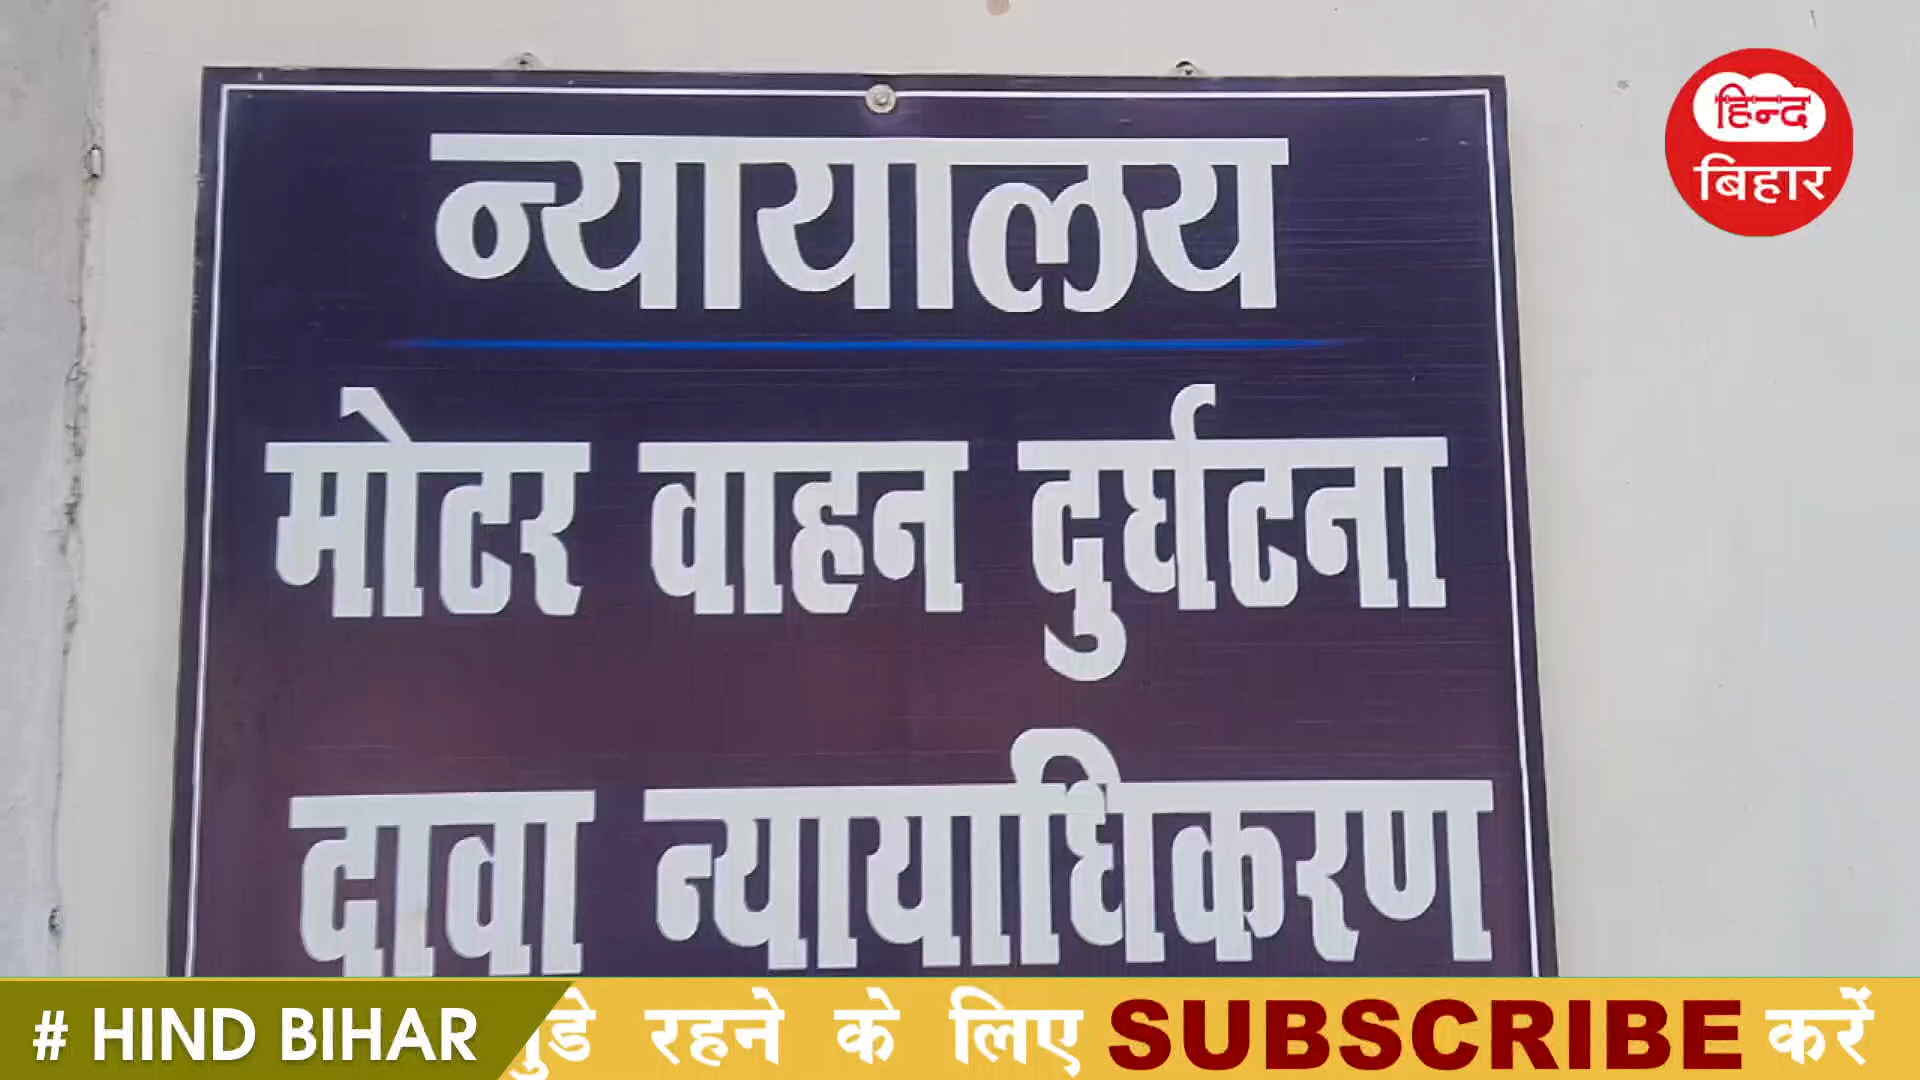 न्यायालय
मोटर वाहन दुर्घटना
दावा न्यायाधिकरण
हिन्द
बिहार
# HIND BIHAR
रहने के लिए SUBSCRIBE करें